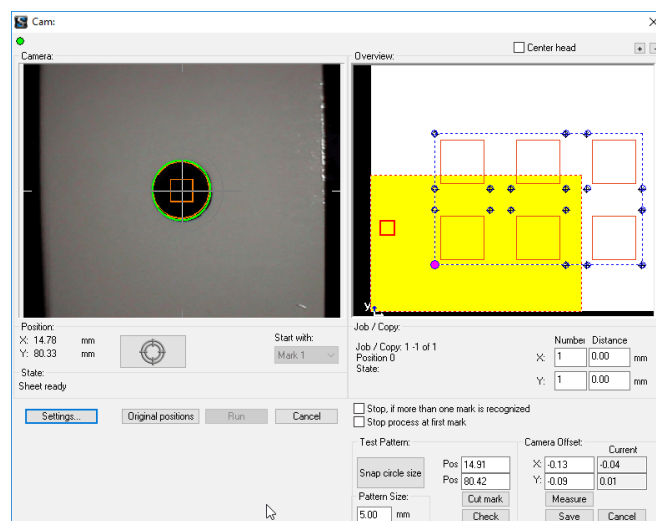 Cam:
Center head
+
-
Camera:
Overview:
y
Position:
X: 14.78 mm
Y: 80.33 mm
Start with:
Mark 1
State:
Sheet ready
Job / Copy:
Job / Copy: 1 -1 of 1
Position 0
State:
Number Distance
X: 1 0.00 mm
Y: 1 0.00 mm
Settings...
Original positions
Run
Cancel
Stop, if more than one mark is recognized
Stop process at first mark
Test Pattern:
Snap circle size
Pos 14.91
Pos 80.42
Cut mark
Check
Pattern Size:
5.00 mm
Camera Offset:
Current
X: -0.13 -0.04
Y: -0.09 0.01
Measure
Save
Cancel